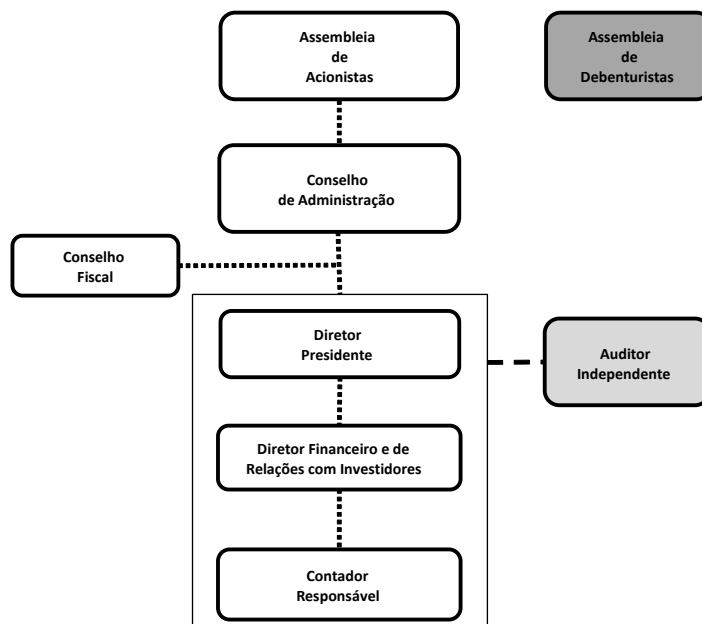 Assembleia
de
Acionistas
Assembleia
de
Debenturistas
Conselho
de Administração
Conselho
Fiscal
Diretor
Presidente
Auditor
Independente
Diretor Financeiro e de
Relações com Investidores
Contador
Responsável